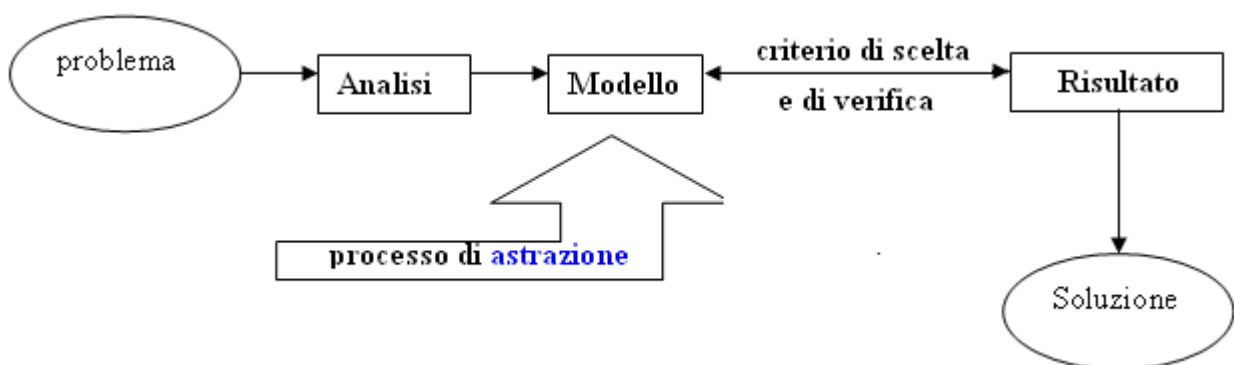 problema
Analisi
Modello
criterio di scelta
e di verifica
Risultato
processo di astrazione
Soluzione